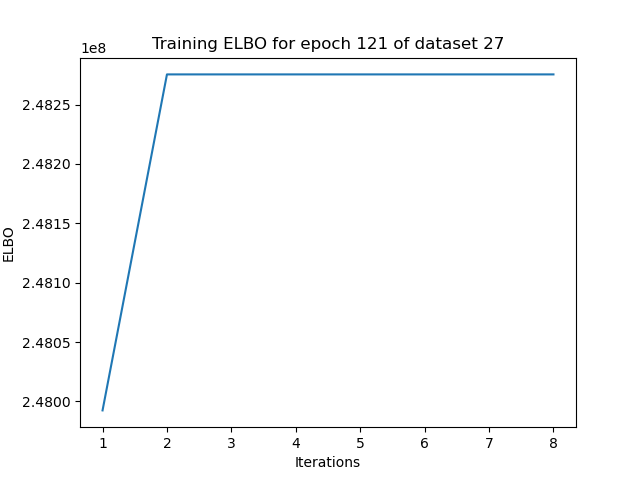 Training ELBO for epoch 121 of dataset 27
1e8
2.4825
2.4820
2.4815
2.4810
2.4805
2.4800
ELBO
1 2 3 4 5 6 7 8
Iterations